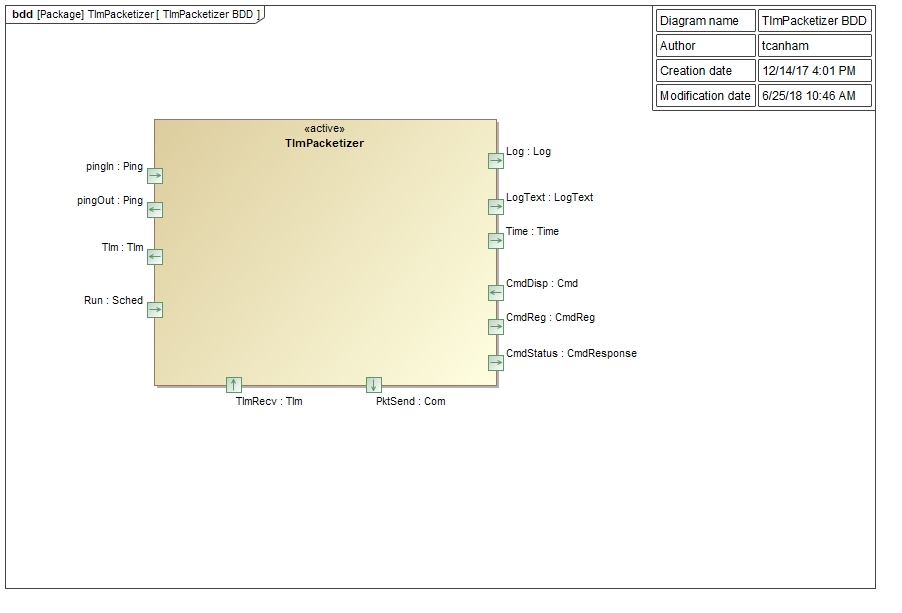 bdd [Package] TlmPacketizer [ TlmPacketizer BDD ]
Diagram name TlmPacketizer BDD
Author tcanham
Creation date 12/14/17 4:01 PM
Modification date 6/25/18 10:46 AM
«active»
TlmPacketizer
pingIn : Ping
pingOut : Ping
Tlm : Tlm
Run : Sched
Log : Log
LogText : LogText
Time : Time
CmdDisp : Cmd
CmdReg : CmdReg
CmdStatus : CmdResponse
TlmRecv : Tlm
PktSend : Com